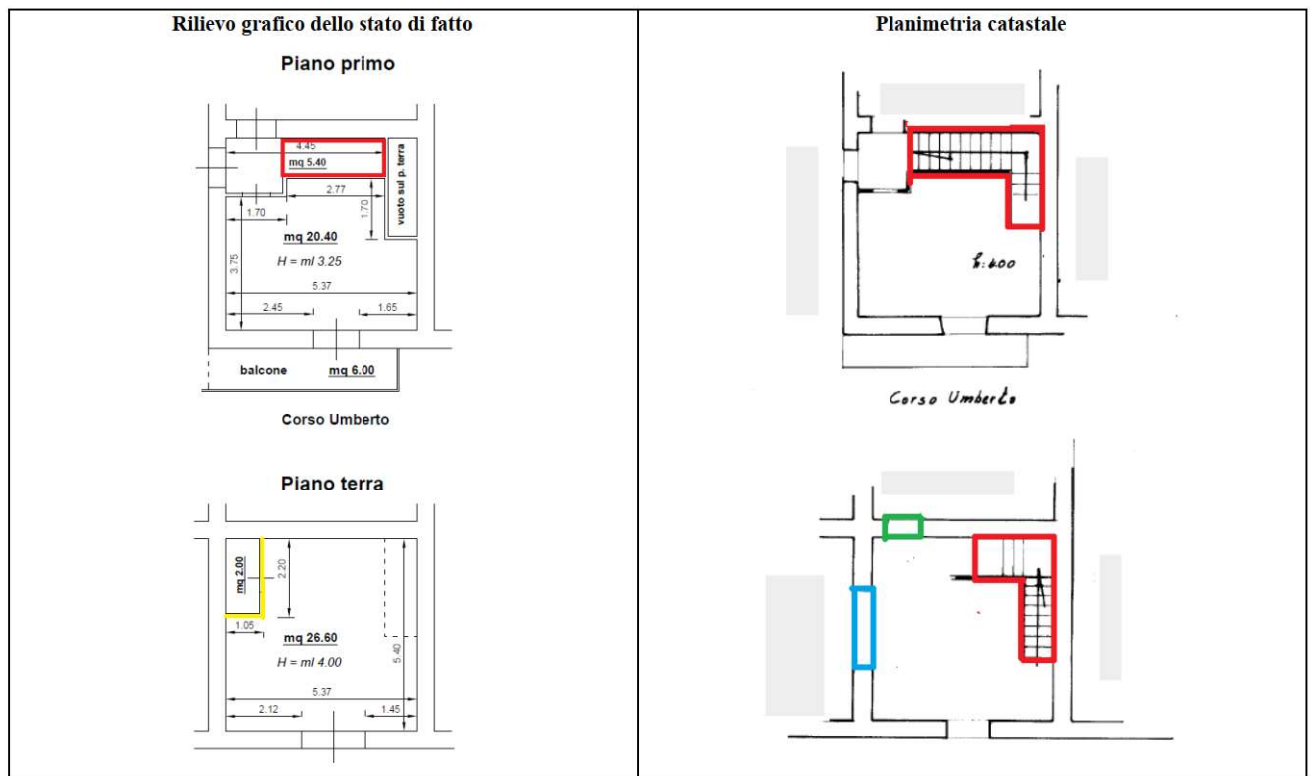 Rilievo grafico dello stato di fatto
Piano primo
4.45
mq 5.40
vuoto sul p. terra
2.77
1.70
1.70
mq 20.40
H = ml 3.25
3.75
5.37
2.45
1.65
balcone
mq 6.00
Corso Umberto
Piano terra
mq 2.00
2.20
1.05
mq 26.60
H = ml 4.00
5.40
5.37
2.12
1.45
Planimetria catastale
Corso Umberto